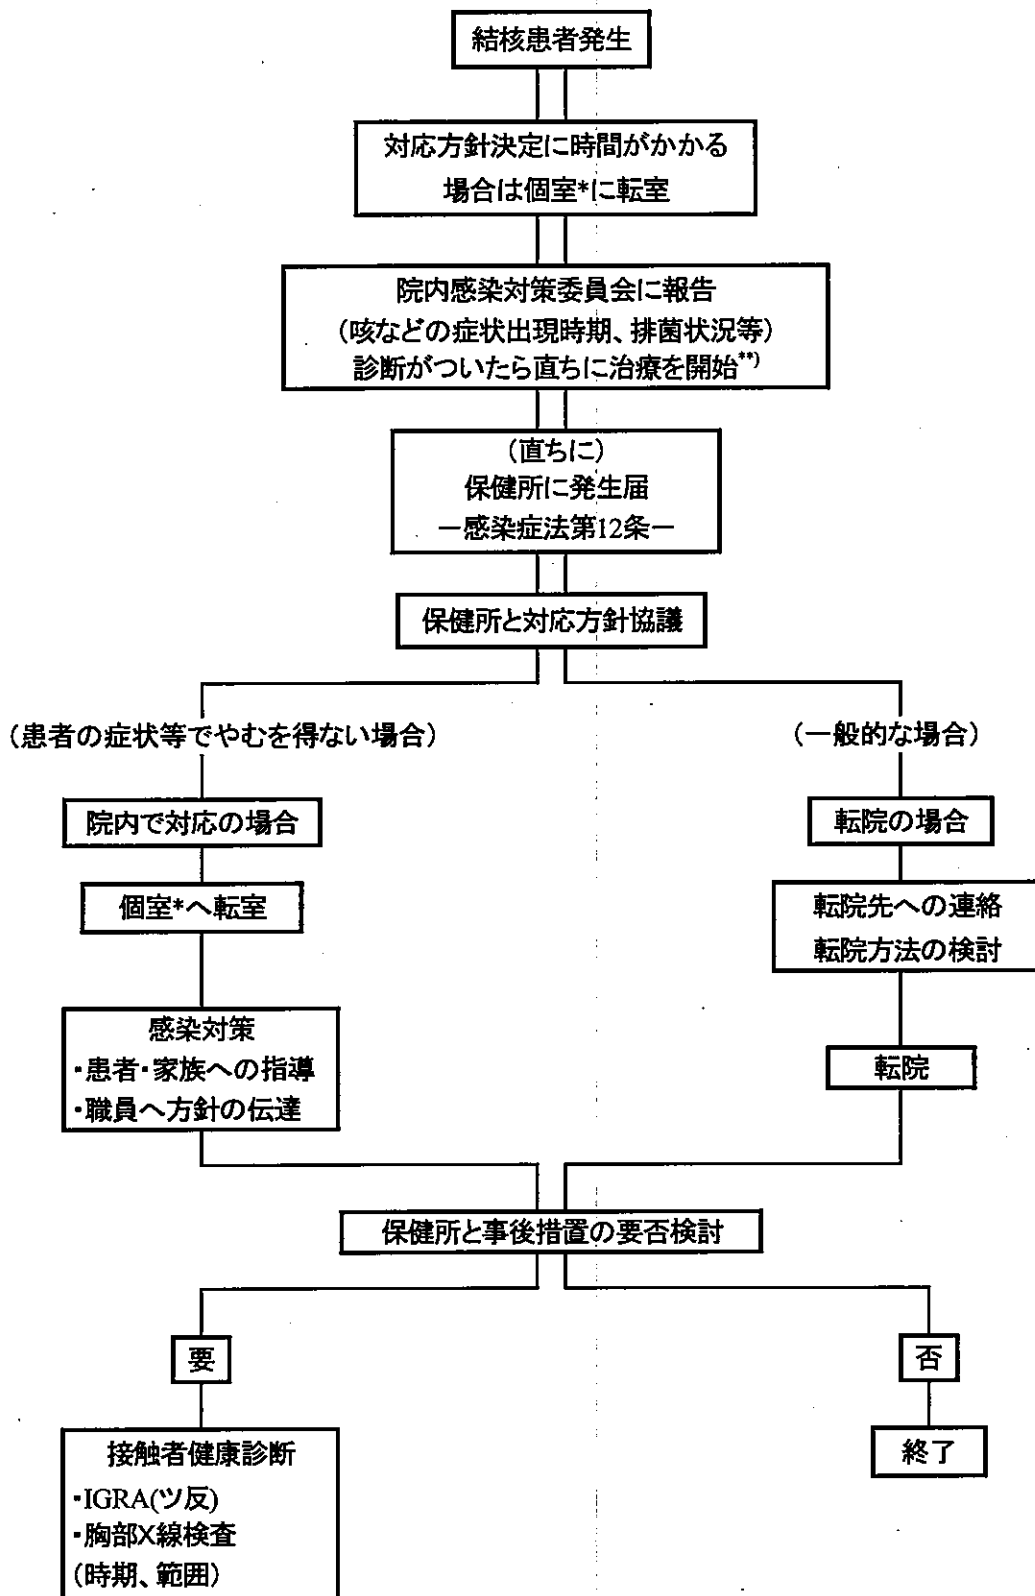 結核患者発生
対応方針決定に時間がかかる
場合は個室*に転室
院内感染対策委員会に報告
(咳などの症状出現時期、排菌状況等)
診断がついたら直ちに治療を開始**)
(直ちに)
保健所に発生届
ー感染症法第12条ー
保健所と対応方針協議
(患者の症状等でやむを得ない場合)
院内で対応の場合
個室*へ転室
感染対策
・患者・家族への指導
・職員へ方針の伝達
(一般的な場合)
転院の場合
転院先への連絡
転院方法の検討
転院
保健所と事後措置の要否検討
要
接触者健康診断
・IGRA(ツ反)
・胸部X線検査
(時期、範囲)
否
終了